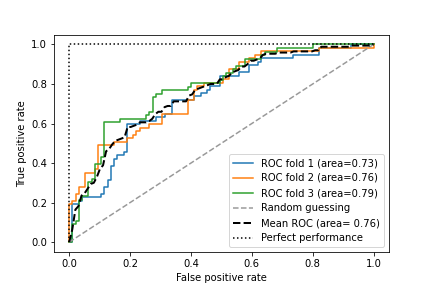 1.0
0.8
0.6
0.4
0.2
0.0
True positive rate
ROC fold 1 (area=0.73)
ROC fold 2 (area=0.76)
ROC fold 3 (area=0.79)
Random guessing
Mean ROC (area= 0.76)
Perfect performance
0.0 0.2 0.4 0.6 0.8 1.0
False positive rate